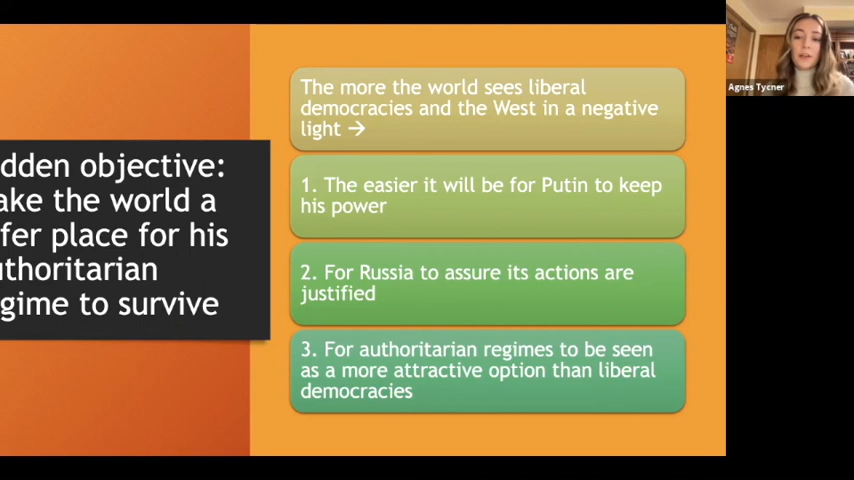 dden objective:
ake the world a
fer place for his
uthoritarian
gime to survive
The more the world sees liberal
democracies and the West in a negative
light →
1. The easier it will be for Putin to keep
his power
2. For Russia to assure its actions are
justified
3. For authoritarian regimes to be seen
as a more attractive option than liberal
democracies
Agnes Tycner